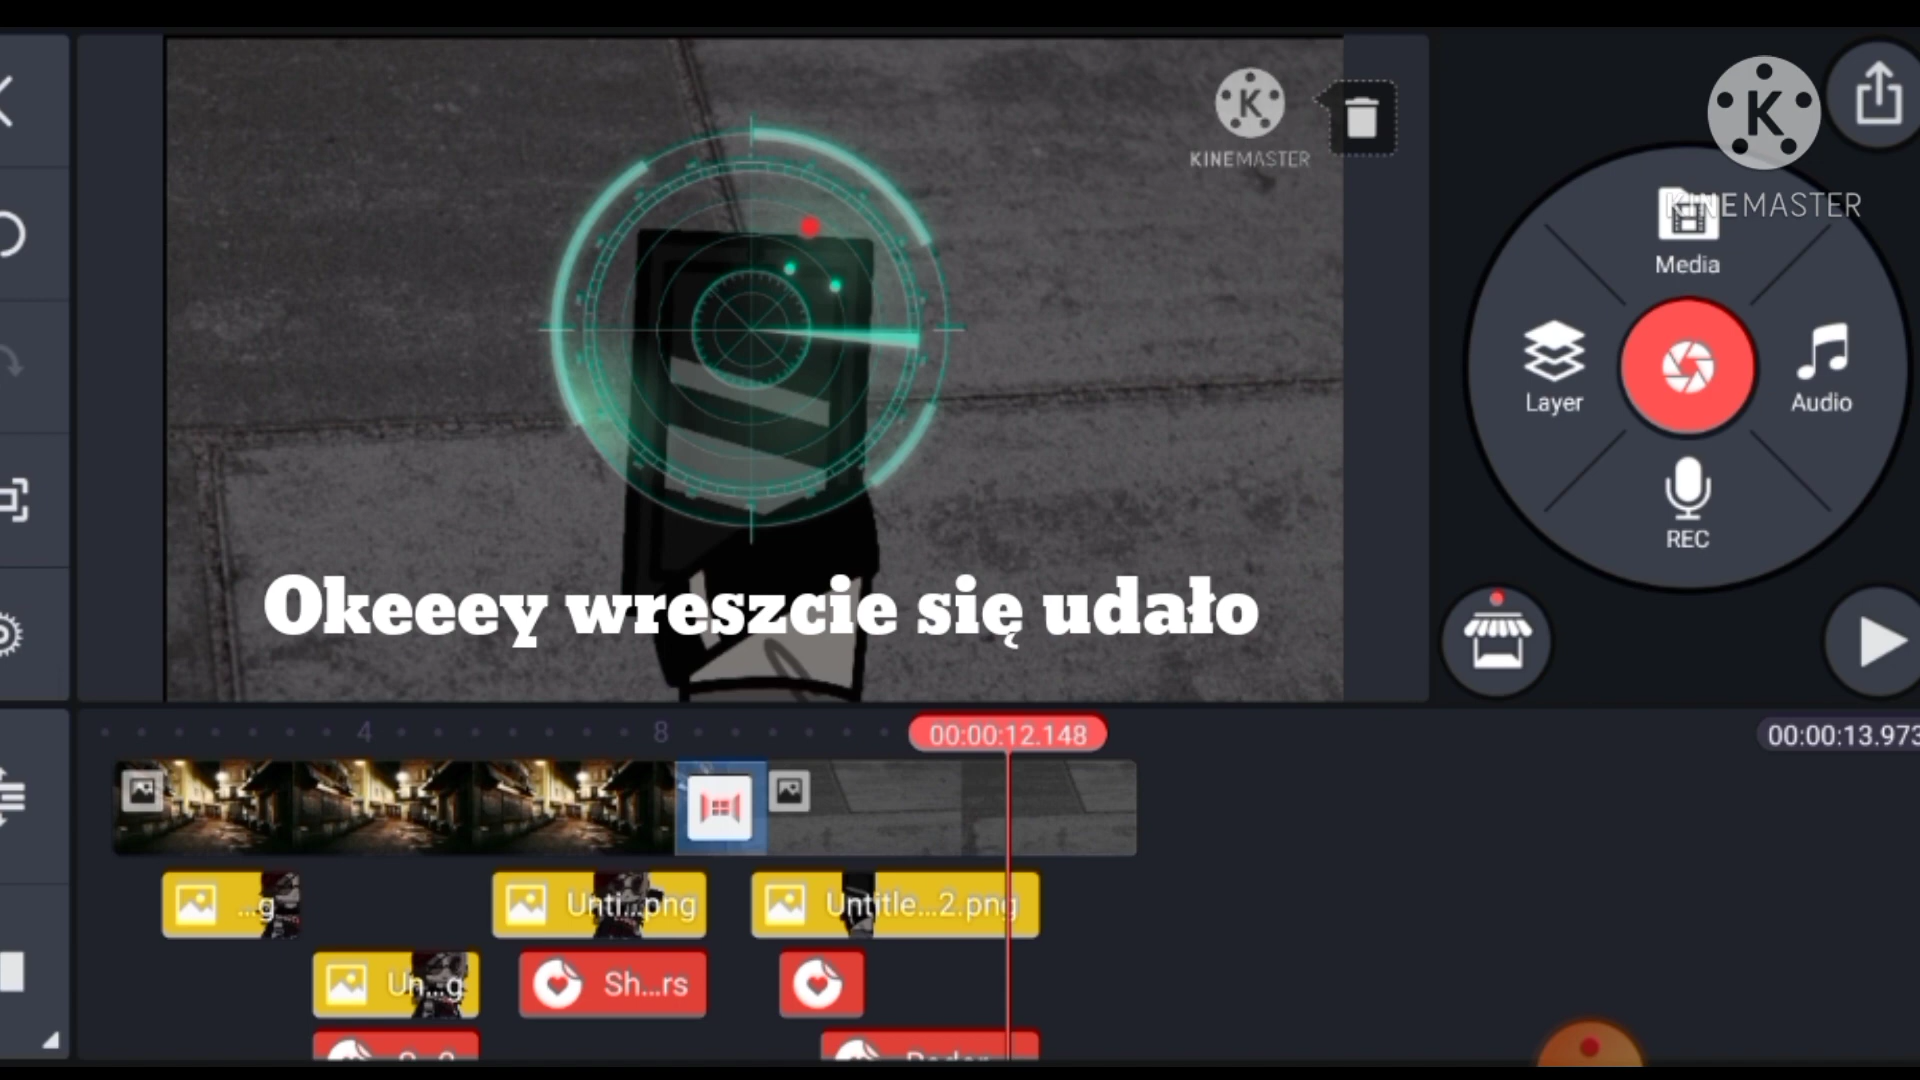 K
KINEMASTER
K
KINEMASTER
Media
Layer
Audio
REC
Okeeey wreszcie się udało
4
8
00:00:12.148
00:00:13.973
...g
Unti...png
Untitle...2.png
Un...g
Sh...rs